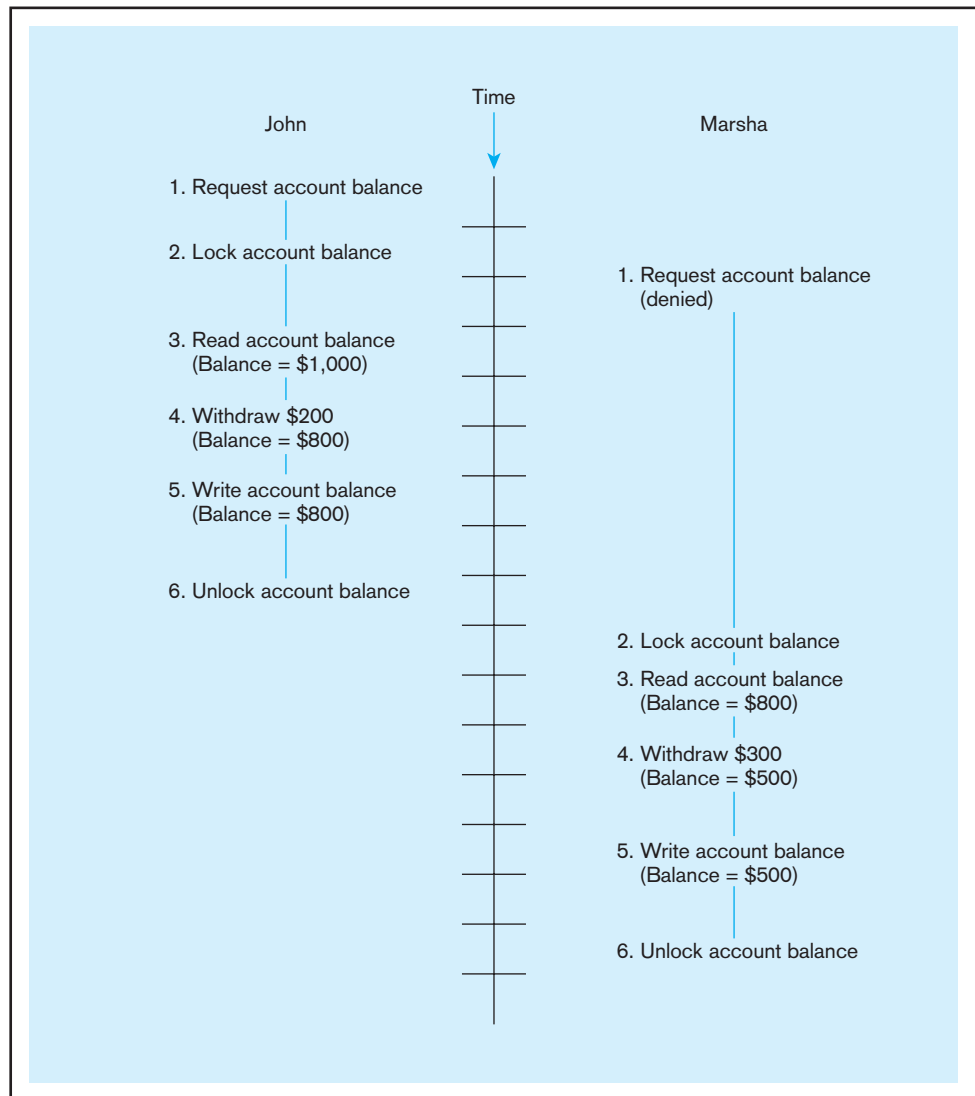 Time
John
Marsha
1. Request account balance
2. Lock account balance
1. Request account balance
(denied)
3. Read account balance
(Balance = $1,000)
4. Withdraw $200
(Balance = $800)
5. Write account balance
(Balance = $800)
6. Unlock account balance
2. Lock account balance
3. Read account balance
(Balance = $800)
4. Withdraw $300
(Balance = $500)
5. Write account balance
(Balance = $500)
6. Unlock account balance